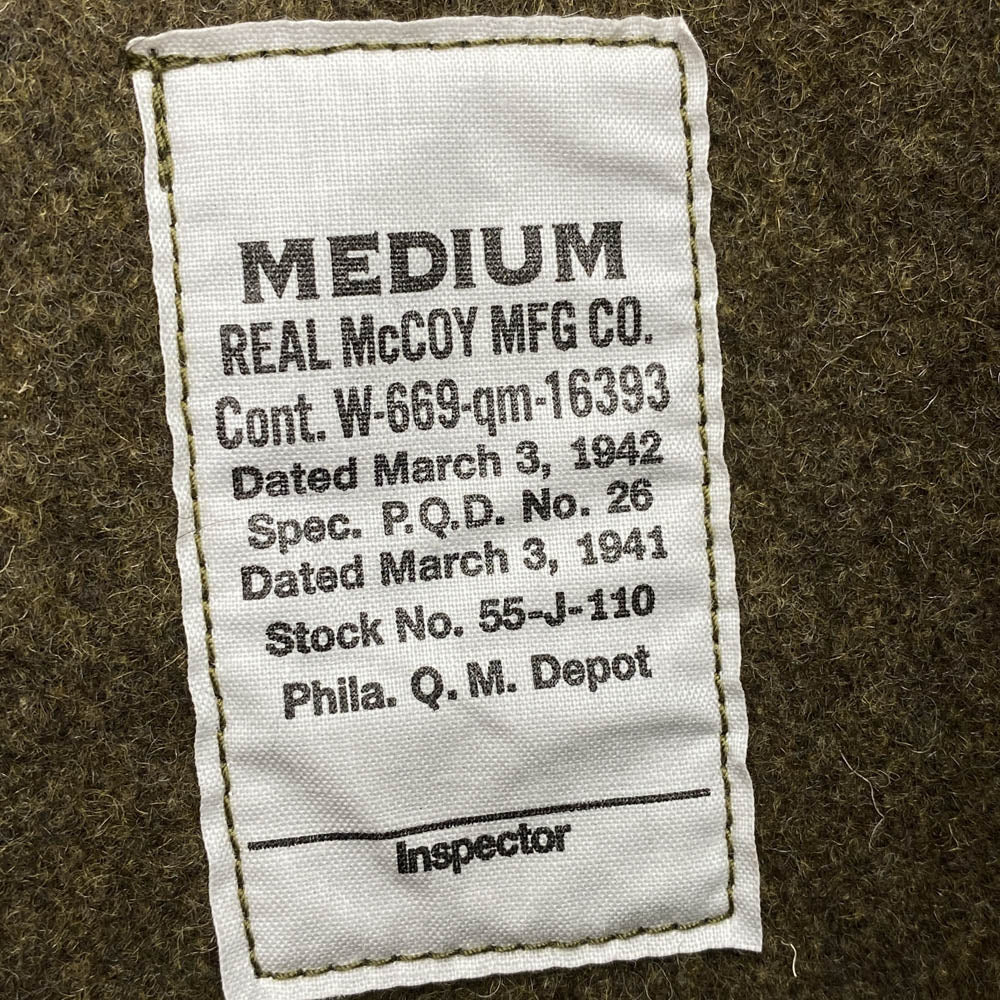 MEDIUM
REAL McCOY MFG CO.
Cont. W-669-qm-16393
Dated March 3, 1942
Spec. P.Q.D. No. 26
Dated March 3, 1941
Stock No. 55-J-110
Phila. Q. M. Depot
Inspector